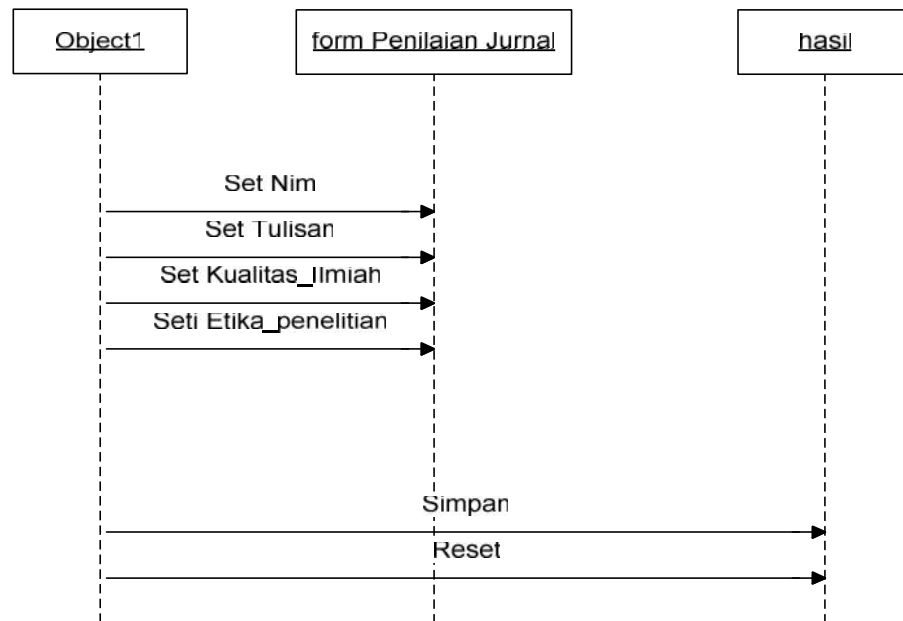 Object1
form Penilaian Jurnal
hasil
Set Nim
Set Tulisan
Set Kualitas_Ilmiah
Seti Etika_penelitian
Simpan
Reset